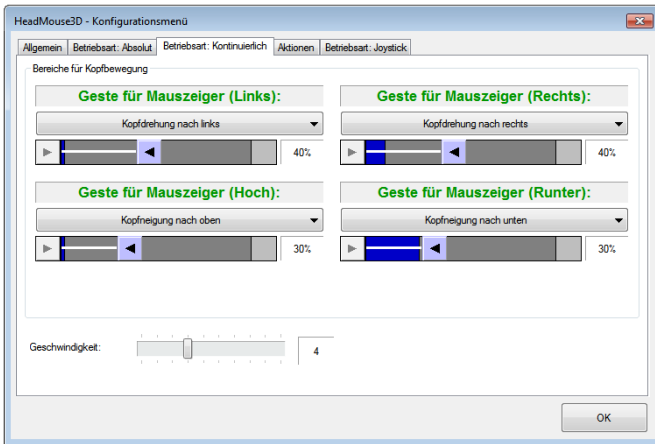 HeadMouse3D - Konfigurationsmenü
Allgemein Betriebsart: Absolut Betriebsart: Kontinuierlich Aktionen Betriebsart: Joystick
Bereiche für Kopfbewegung
Geste für Mauszeiger (Links): Geste für Mauszeiger (Rechts):
Kopfdrehung nach links Kopfdrehung nach rechts
40% 40%
Geste für Mauszeiger (Hoch): Geste für Mauszeiger (Runter):
Kopfneigung nach oben Kopfneigung nach unten
30% 30%
Geschwindigkeit: 4
OK